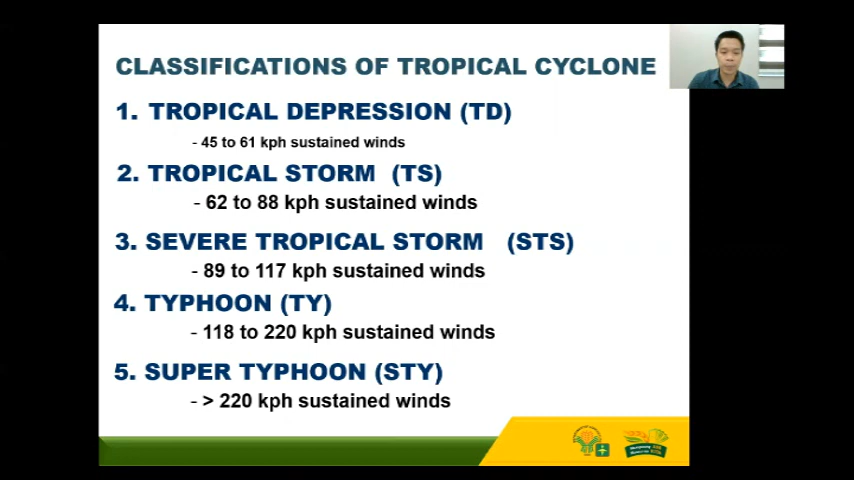 CLASSIFICATIONS OF TROPICAL CYCLONE
1. TROPICAL DEPRESSION (TD)
- 45 to 61 kph sustained winds
2. TROPICAL STORM (TS)
- 62 to 88 kph sustained winds
3. SEVERE TROPICAL STORM (STS)
- 89 to 117 kph sustained winds
4. TYPHOON (TY)
- 118 to 220 kph sustained winds
5. SUPER TYPHOON (STY)
- > 220 kph sustained winds